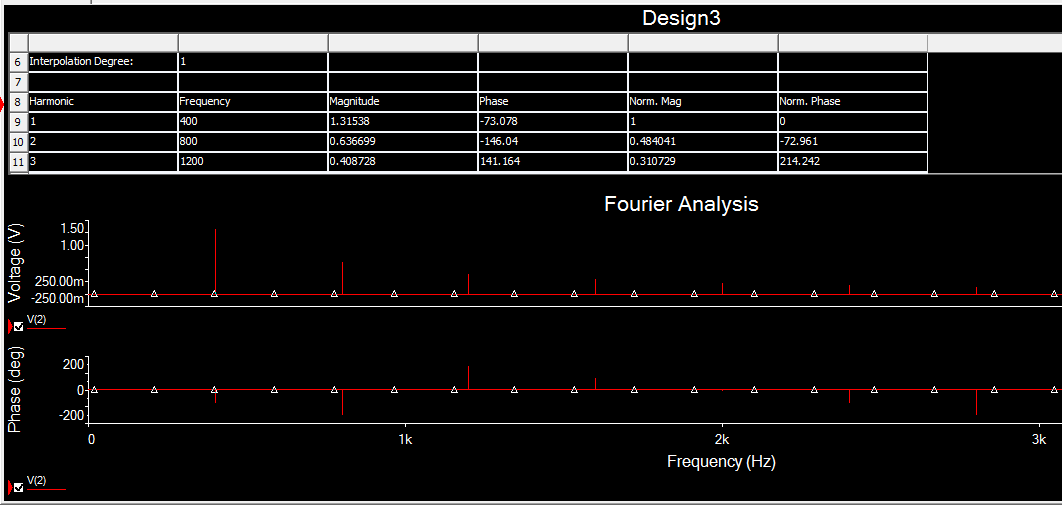 Design3
6 Interpolation Degree: 1
7
8 Harmonic Frequency Magnitude Phase Norm. Mag Norm. Phase
9 1 400 1.31538 -73.078 1 0
10 2 800 0.636699 -146.04 0.484041 -72.961
11 3 1200 0.408728 141.164 0.310729 214.242
Fourier Analysis
Voltage (V)
1.50
1.00
250.00m
-250.00m
V(2)
Phase (deg)
200
0
-200
0 1k 2k 3k
Frequency (Hz)
V(2)